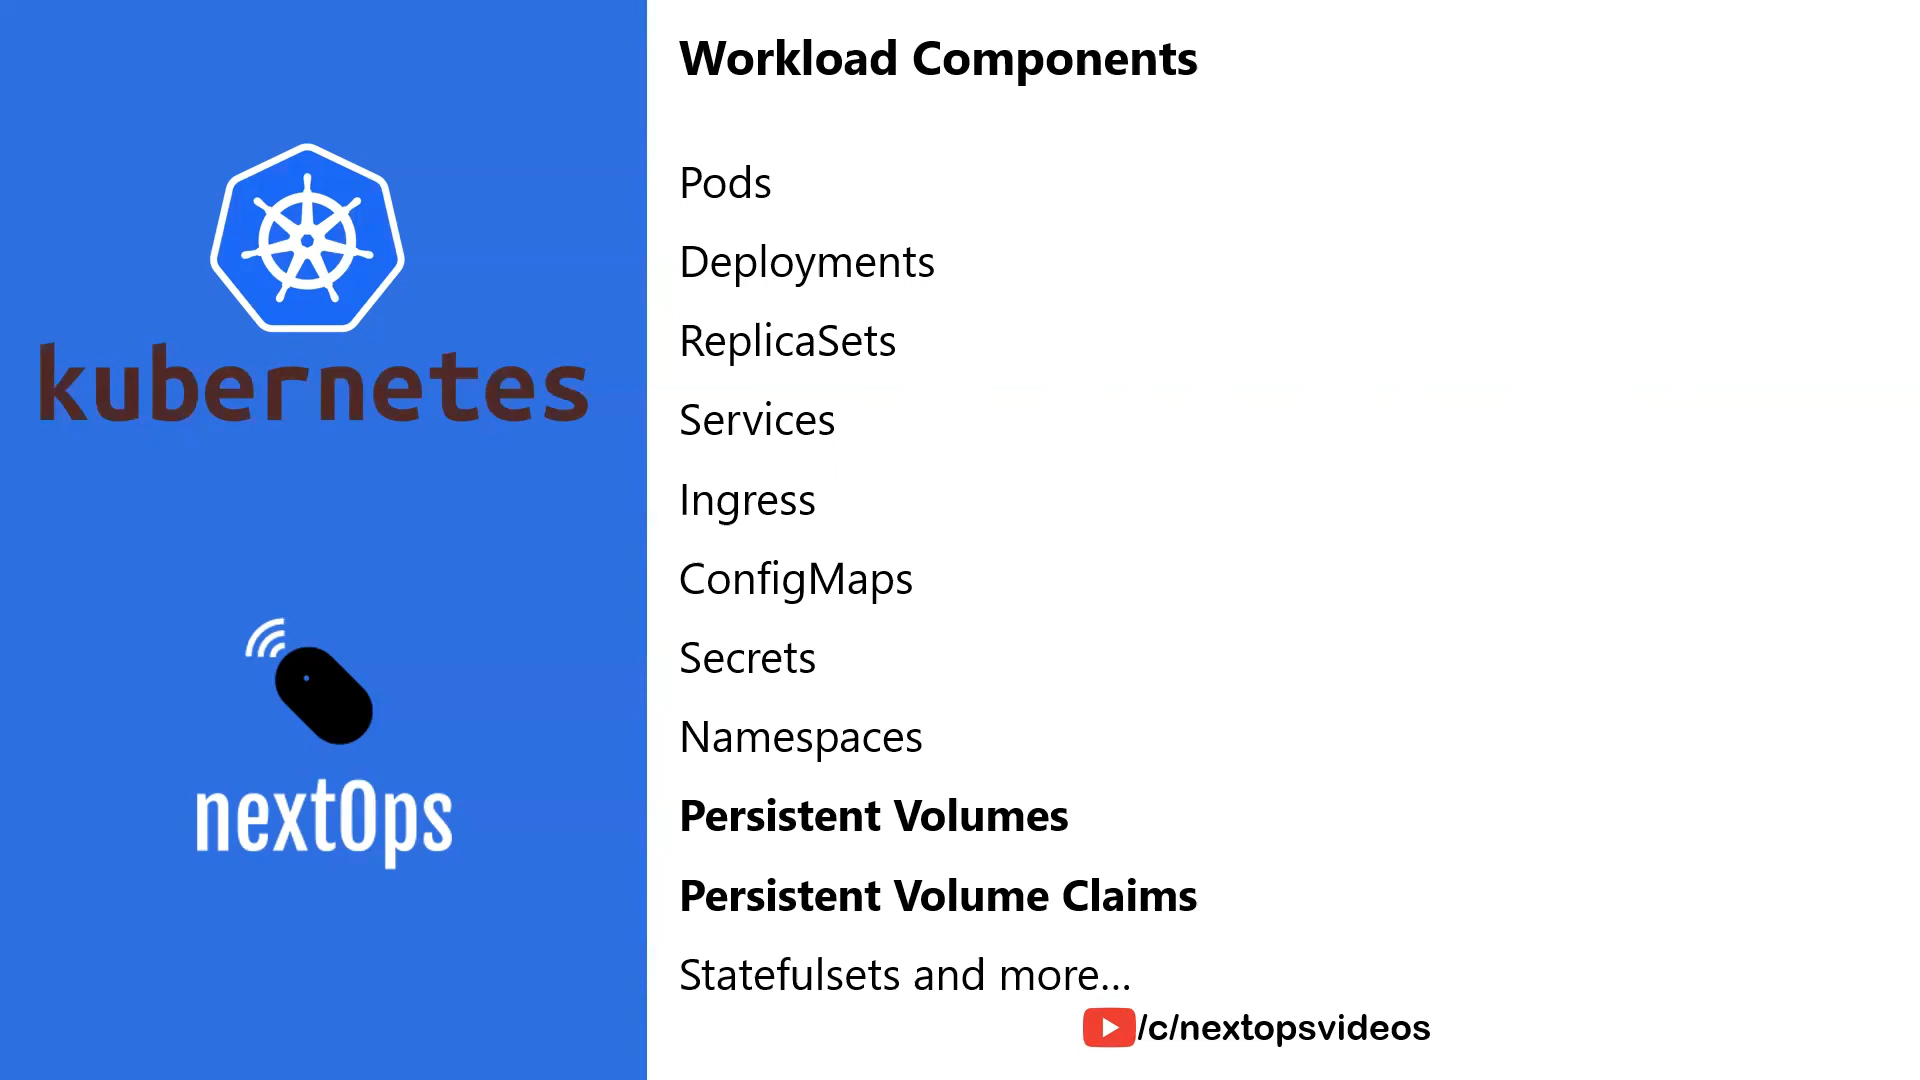 kubernetes
nextOps
Workload Components
Pods
Deployments
ReplicaSets
Services
Ingress
ConfigMaps
Secrets
Namespaces
Persistent Volumes
Persistent Volume Claims
Statefulsets and more...
/c/nextopsvideos